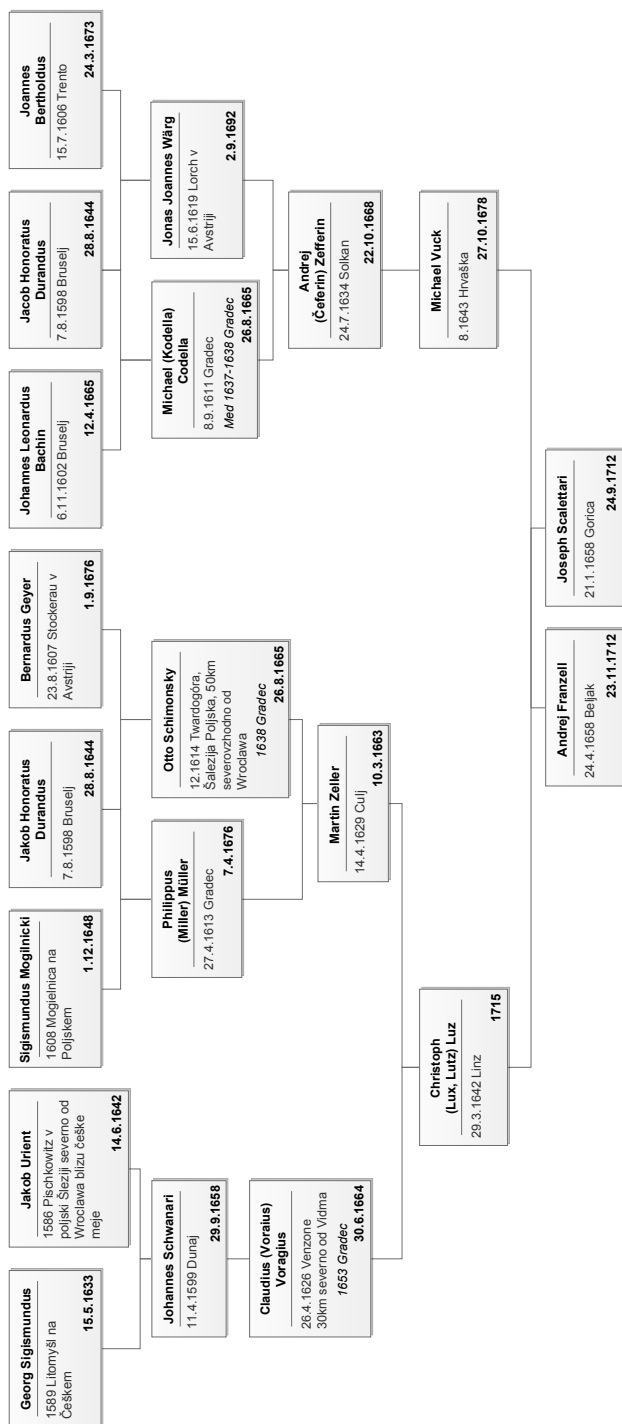 Georg Sigismundus
1589 Litomyšl na
Češkem
15.5.1633
Jakob Urient
1586 Pischkowitz v
poljski Šleziji severno od
Wroclawa blizu češke
meje
14.6.1642
Sigismundus Mogilnicki
1608 Mogielnica na
Poljskem
1.12.1648
Jakob Honoratus
Durandus
7.8.1598 Bruselj
28.8.1644
Bernardus Geyer
23.8.1607 Stockerau v
Avstriji
1.9.1676
Johannes Leonardus
Bachin
6.11.1602 Bruselj
12.4.1665
Jacob Honoratus
Durandus
7.8.1598 Bruselj
28.8.1644
Joannes
Bertholdus
15.7.1606 Trento
24.3.1673
Johannes Schwanari
11.4.1599 Dunaj
29.9.1658
Philippus
(Miller) Müller
27.4.1613 Gradec
7.4.1676
Otto Schimonsky
12.1614 Twardogóra,
Šalezija Poljska, 50km
severovzhodno od
Wroclawa
1638 Gradec
26.8.1665
Michael (Kodella)
Codella
8.9.1611 Gradec
Med 1637-1638 Gradec
26.8.1665
Jonas Joannes Wärg
15.6.1619 Lorch v
Avstriji
2.9.1692
Claudius (Voraius)
Voragius
26.4.1626 Venzone
30km severno od Vidma
1653 Gradec
30.6.1664
Martin Zeller
14.4.1629 Culj
10.3.1663
Andrej
(Čeferin) Zefferin
24.7.1634 Solkan
22.10.1668
Christoph
(Lux, Lutz) Luz
29.3.1642 Linz
1715
Michael Vuck
8.1643 Hrvaška
27.10.1678
Andrej Franzell
24.4.1658 Beljak
23.11.1712
Joseph Scalettari
21.1.1658 Gorica
24.9.1712